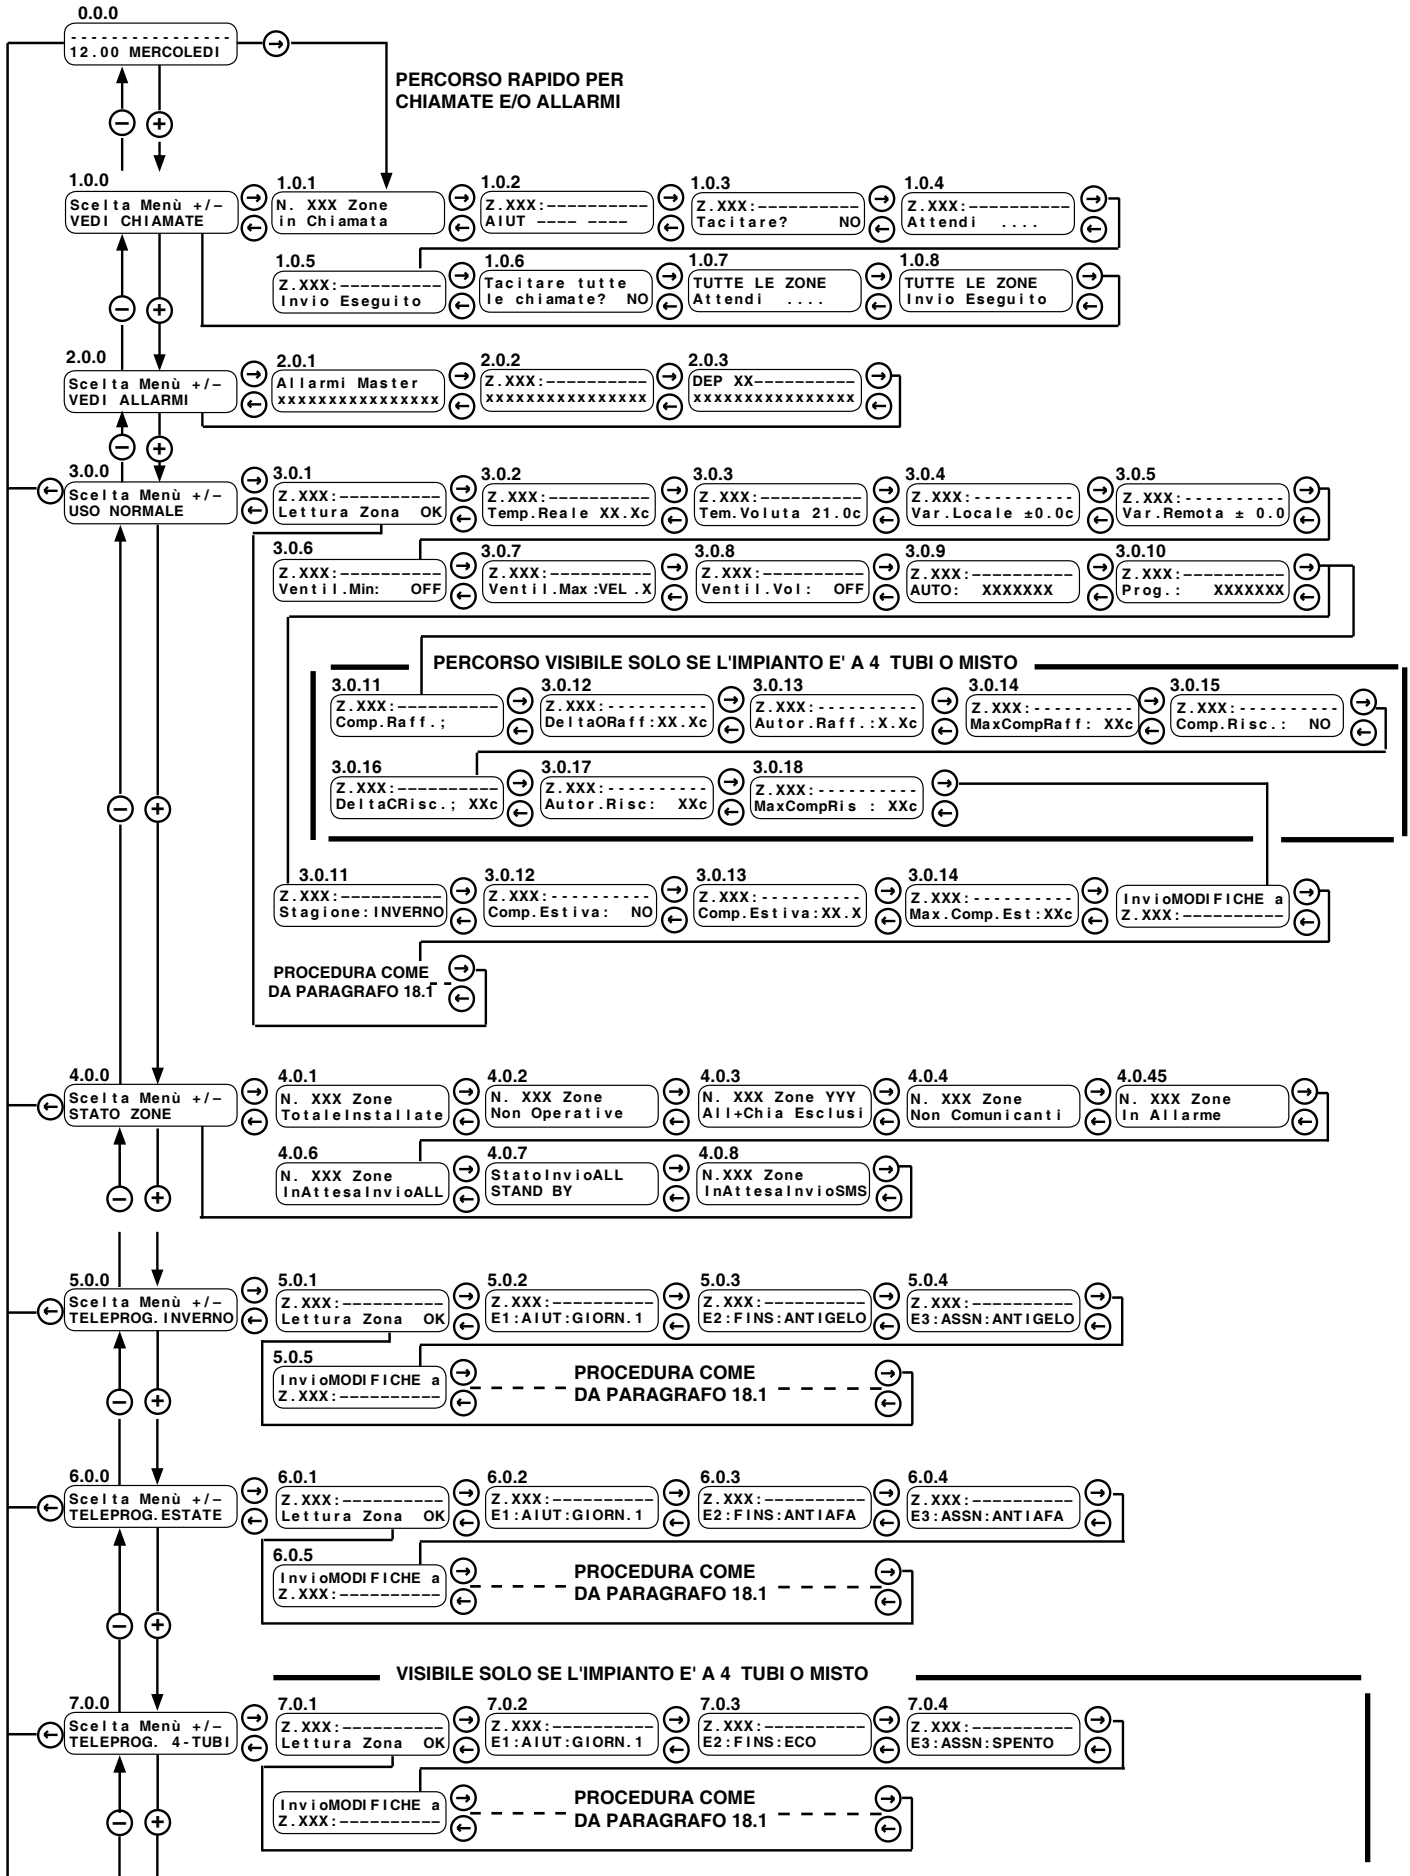 0.0.0
- - - - - - - - - - - - - - - -
12.00 MERCOLEDI
PERCORSO RAPIDO PER
CHIAMATE E/O ALLARMI
1.0.0
Scelta Menù +/–
VEDI CHIAMATE
1.0.1
N. XXX Zone
in Chiamata
1.0.2
Z.XXX:----------
AIUT ---- ----
1.0.3
Z.XXX:----------
Tacitare? NO
1.0.4
Z.XXX:----------
Attendi ....
1.0.5
Z.XXX:----------
Invio Eseguito
1.0.6
Tacitare tutte
le chiamate? NO
1.0.7
TUTTE LE ZONE
Attendi ....
1.0.8
TUTTE LE ZONE
Invio Eseguito
2.0.0
Scelta Menù +/–
VEDI ALLARMI
2.0.1
Allarmi Master
xxxxxxxxxxxxxxxx
2.0.2
Z.XXX:----------
xxxxxxxxxxxxxxxx
2.0.3
DEP XX----------
xxxxxxxxxxxxxxxx
3.0.0
Scelta Menù +/–
USO NORMALE
3.0.1
Z.XXX:----------
Lettura Zona OK
3.0.2
Z.XXX:----------
Temp.Reale XX.Xc
3.0.3
Z.XXX:----------
Tem.Voluta 21.0c
3.0.4
Z.XXX:----------
Var.Locale ±0.0c
3.0.5
Z.XXX:----------
Var.Remota ± 0.0
3.0.6
Z.XXX:----------
Ventil.Min: OFF
3.0.7
Z.XXX:----------
Ventil.Max:VEL.X
3.0.8
Z.XXX:----------
Ventil.Vol: OFF
3.0.9
Z.XXX:----------
AUTO: XXXXXXX
3.0.10
Z.XXX:----------
Prog.: XXXXXXX
PERCORSO VISIBILE SOLO SE L'IMPIANTO E' A 4 TUBI O MISTO
3.0.11
Z.XXX:----------
Comp.Raff.;
3.0.12
Z.XXX:----------
DeltaORaff:XX.Xc
3.0.13
Z.XXX:----------
Autor.Raff.:X.Xc
3.0.14
Z.XXX:----------
MaxCompRaff: XXc
3.0.15
Z.XXX:----------
Comp.Risc.: NO
3.0.16
Z.XXX:----------
DeltaCRisc.; XXc
3.0.17
Z.XXX:----------
Autor.Risc: XXc
3.0.18
Z.XXX:----------
MaxCompRis : XXc
3.0.11
Z.XXX:----------
Stagione:INVERNO
3.0.12
Z.XXX:----------
Comp.Estiva: NO
3.0.13
Z.XXX:----------
Comp.Estiva:XX.X
3.0.14
Z.XXX:----------
Max.Comp.Est:XXc
InvioMODIFICHE a
Z.XXX:----------
PROCEDURA COME
DA PARAGRAFO 18.1
4.0.0
Scelta Menù +/–
STATO ZONE
4.0.1
N. XXX Zone
TotaleInstallate
4.0.2
N. XXX Zone
Non Operative
4.0.3
N. XXX Zone YYY
All+Chia Esclusi
4.0.4
N. XXX Zone
Non Comunicanti
4.0.45
N. XXX Zone
In Allarme
4.0.6
N. XXX Zone
InAttesaInvioALL
4.0.7
StatoInvioALL
STAND BY
4.0.8
N.XXX Zone
InAttesaInvioSMS
5.0.0
Scelta Menù +/–
TELEPROG.INVERNO
5.0.1
Z.XXX:----------
Lettura Zona OK
5.0.2
Z.XXX:----------
E1:AIUT:GIORN.1
5.0.3
Z.XXX:----------
E2:FINS:ANTIGELO
5.0.4
Z.XXX:----------
E3:ASSN:ANTIGELO
5.0.5
InvioMODIFICHE a
Z.XXX:----------
PROCEDURA COME
DA PARAGRAFO 18.1
6.0.0
Scelta Menù +/–
TELEPROG.ESTATE
6.0.1
Z.XXX:----------
Lettura Zona OK
6.0.2
Z.XXX:----------
E1:AIUT:GIORN.1
6.0.3
Z.XXX:----------
E2:FINS:ANTIAFA
6.0.4
Z.XXX:----------
E3:ASSN:ANTIAFA
6.0.5
InvioMODIFICHE a
Z.XXX:----------
PROCEDURA COME
DA PARAGRAFO 18.1
VISIBILE SOLO SE L'IMPIANTO E' A 4 TUBI O MISTO
7.0.0
Scelta Menù +/–
TELEPROG. 4-TUBI
7.0.1
Z.XXX:----------
Lettura Zona OK
7.0.2
Z.XXX:----------
E1:AIUT:GIORN.1
7.0.3
Z.XXX:----------
E2:FINS:ECO
7.0.4
Z.XXX:----------
E3:ASSN:SPENTO
InvioMODIFICHE a
Z.XXX:----------
PROCEDURA COME
DA PARAGRAFO 18.1